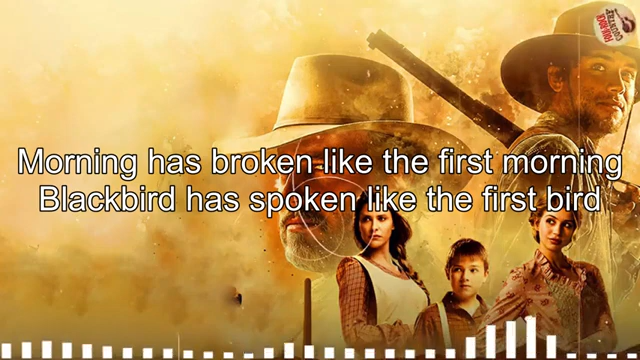 Morning has broken like the first morning
Blackbird has spoken like the first bird